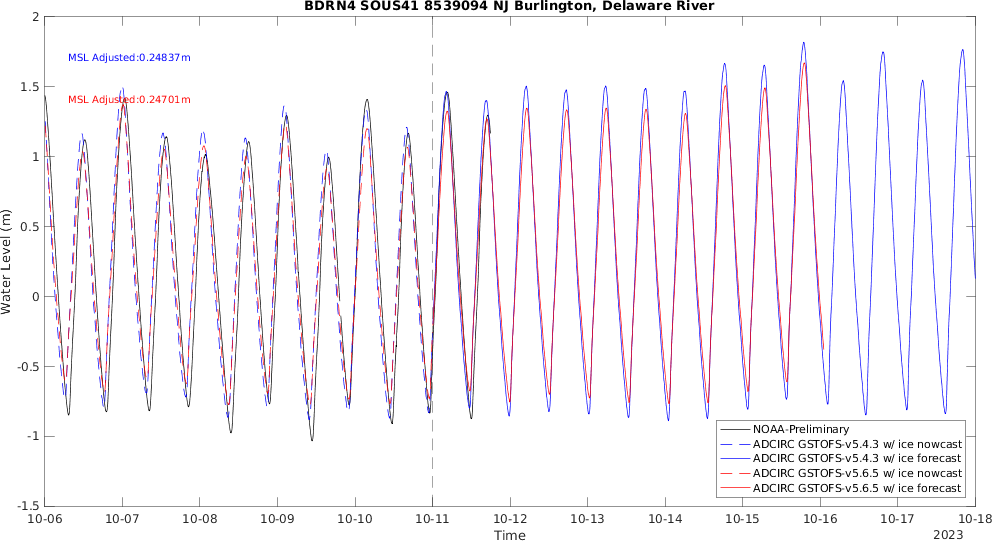 BDRN4 SOUS41 8539094 NJ Burlington, Delaware River
2
1.5
1
0.5
0
-0.5
-1
-1.5
Water Level (m)
MSL Adjusted:0.24837m
MSL Adjusted:0.24701m
NOAA-Preliminary
ADCIRC GSTOFS-v5.4.3 w/ ice nowcast
ADCIRC GSTOFS-v5.4.3 w/ ice forecast
ADCIRC GSTOFS-v5.6.5 w/ ice nowcast
ADCIRC GSTOFS-v5.6.5 w/ ice forecast
10-06 10-07 10-08 10-09 10-10 10-11 10-12 10-13 10-14 10-15 10-16 10-17 10-18
Time
2023